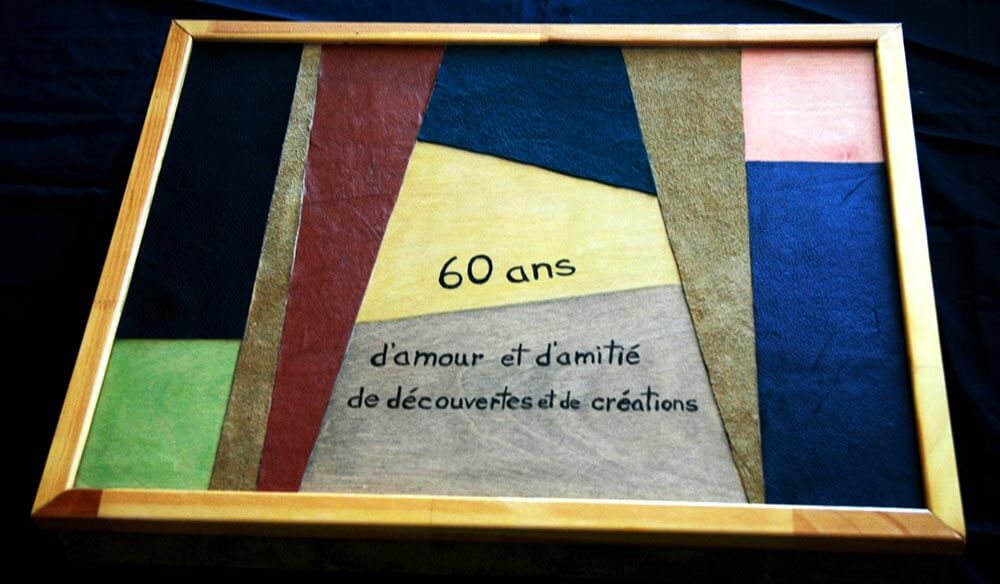 60 ans
d'amour et d'amitié
de découvertes et de créations